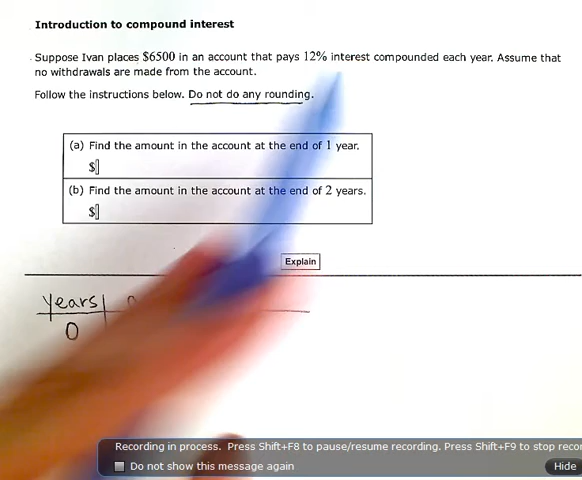 Introduction to compound interest
Suppose Ivan places $6500 in an account that pays 12% interest compounded each year. Assume that
no withdrawals are made from the account.
Follow the instructions below. Do not do any rounding.
(a) Find the amount in the account at the end of 1 year.
$
(b) Find the amount in the account at the end of 2 years.
$
Explain
years
0
Recording in process. Press Shift+F8 to pause/resume recording. Press Shift+F9 to stop
Do not show this message again
Hide